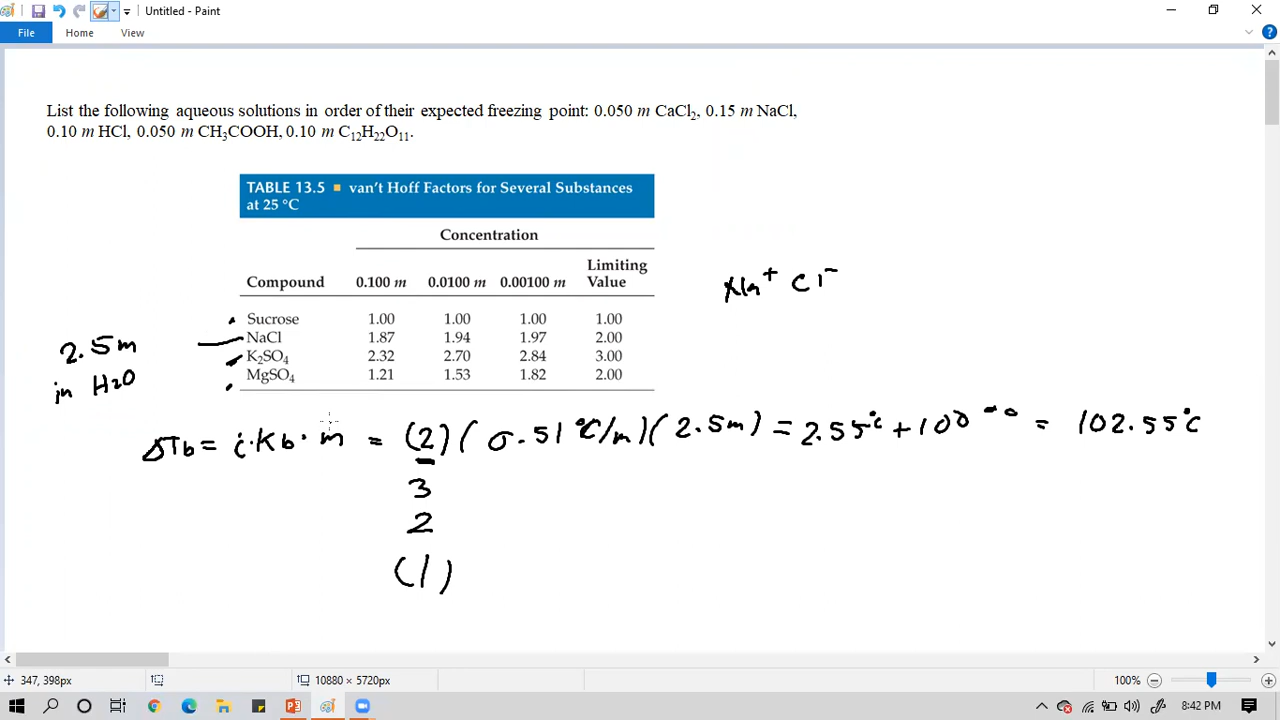 Untitled - Paint
File Home View
List the following aqueous solutions in order of their expected freezing point: 0.050 m CaCl₂, 0.15 m NaCl,
0.10 m HCl, 0.050 m CH₃COOH, 0.10 m C₁₂H₂₂O₁₁.
TABLE 13.5 ■ van't Hoff Factors for Several Substances
at 25 °C
Concentration
Compound 0.100 m 0.0100 m 0.00100 m Limiting Value
Sucrose 1.00 1.00 1.00 1.00
NaCl 1.87 1.94 1.97 2.00
K₂SO₄ 2.32 2.70 2.84 3.00
MgSO₄ 1.21 1.53 1.82 2.00
Na⁺ Cl⁻
2.5m
in H₂O
ΔTb = i·Kb·m = (2)(0.51 °C/m)(2.5m) = 2.55°C + 100 = 102.55°C
3
2
(1)
347, 398px 10880 × 5720px 100%
8:42 PM